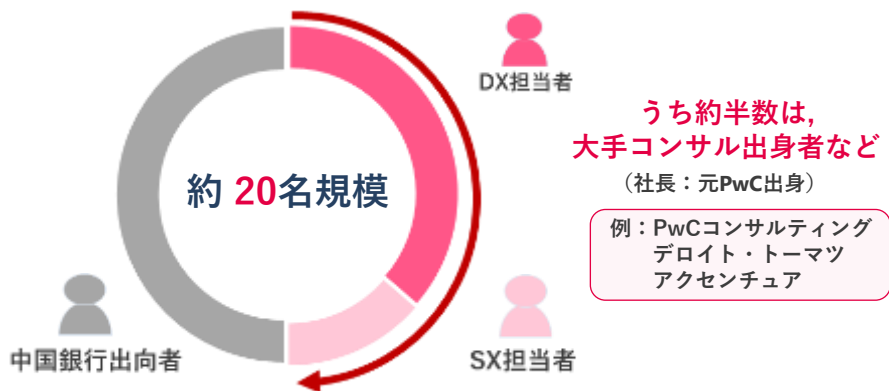 DX担当者
うち約半数は,
大手コンサル出身者など
（社長：元PwC出身）
約 20名規模
例：PwCコンサルティング
デロイト・トーマツ
アクセンチュア
中国銀行出向者
SX担当者